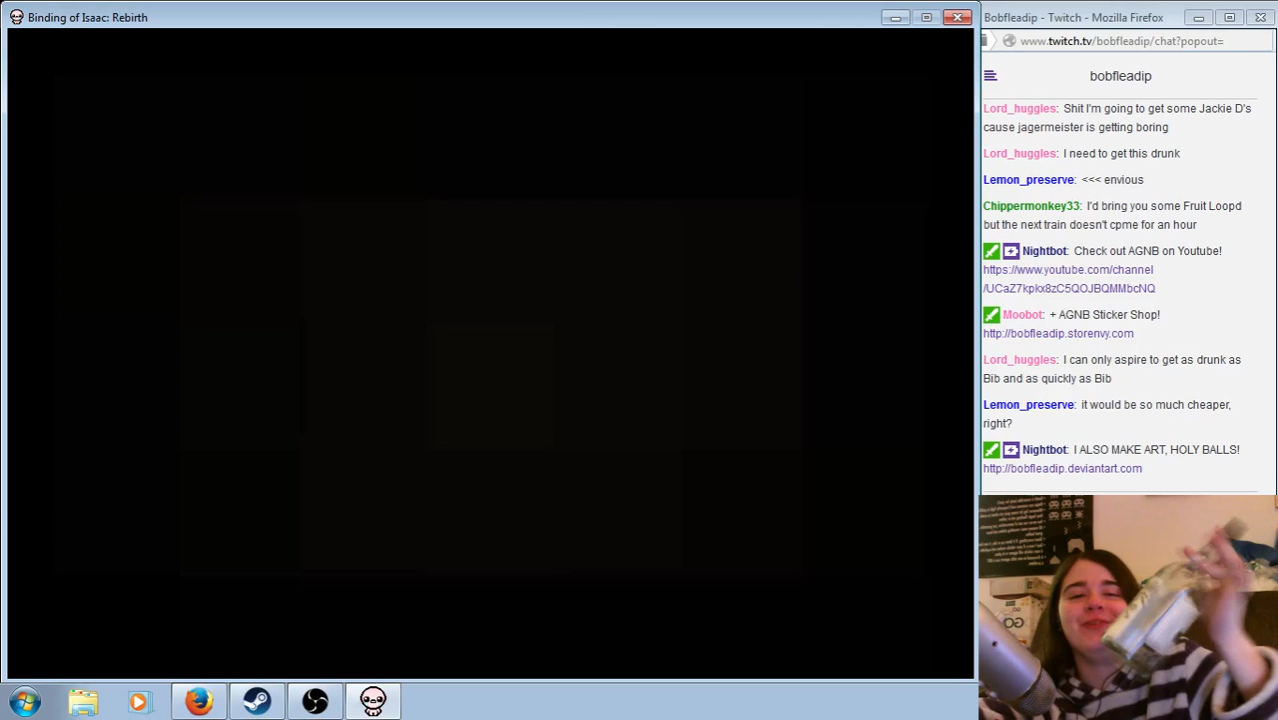 Binding of Isaac: Rebirth
Bobfleadip - Twitch - Mozilla Firefox
www.twitch.tv/bobfleadip/chat?popout=
bobfleadip
Lord_huggles: Shit I'm going to get some Jackie D's
cause jagermeister is getting boring
Lord_huggles: I need to get this drunk
Lemon_preserve: <<< envious
Chippermonkey33: I'd bring you some Fruit Loopd
but the next train doesn't cpme for an hour
Nightbot: Check out AGNB on Youtube!
https://www.youtube.com/channel
/UCaZ7kpkx8zC5QOJBQMMbcNQ
Moobot: + AGNB Sticker Shop!
http://bobfleadip.storenvy.com
Lord_huggles: I can only aspire to get as drunk as
Bib and as quickly as Bib
Lemon_preserve: it would be so much cheaper,
right?
Nightbot: I ALSO MAKE ART, HOLY BALLS!
http://bobfleadip.deviantart.com